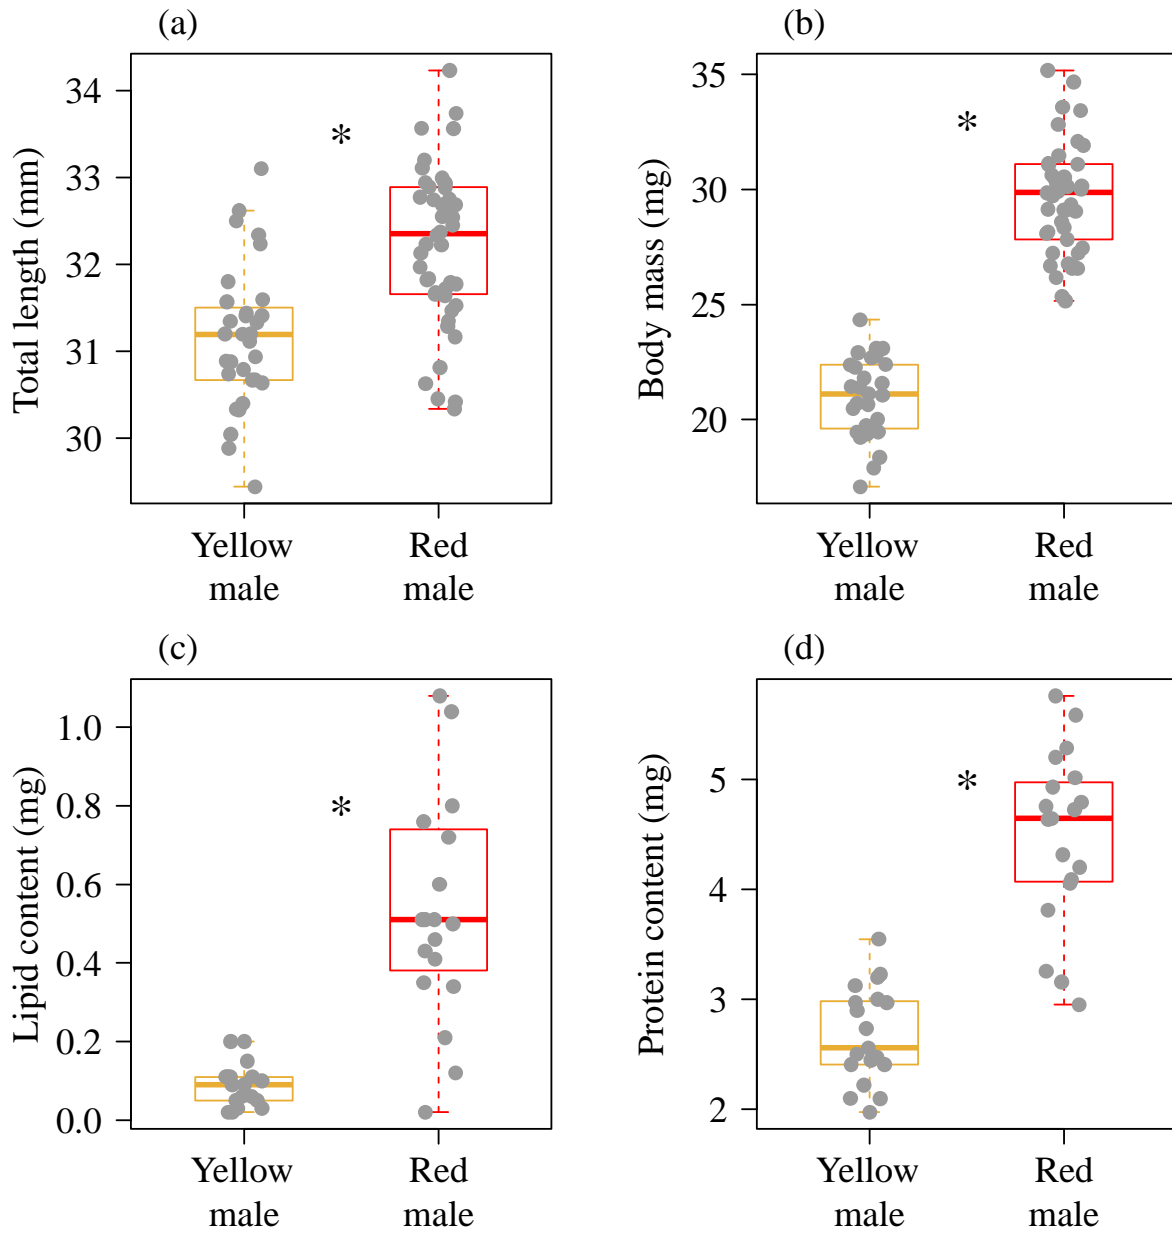 (a)
Total length (mm)
34
33
32
31
30
*
Yellow male
Red male
(b)
Body mass (mg)
35
30
25
20
*
Yellow male
Red male
(c)
Lipid content (mg)
1.0
0.8
0.6
0.4
0.2
0.0
*
Yellow male
Red male
(d)
Protein content (mg)
5
4
3
2
*
Yellow male
Red male